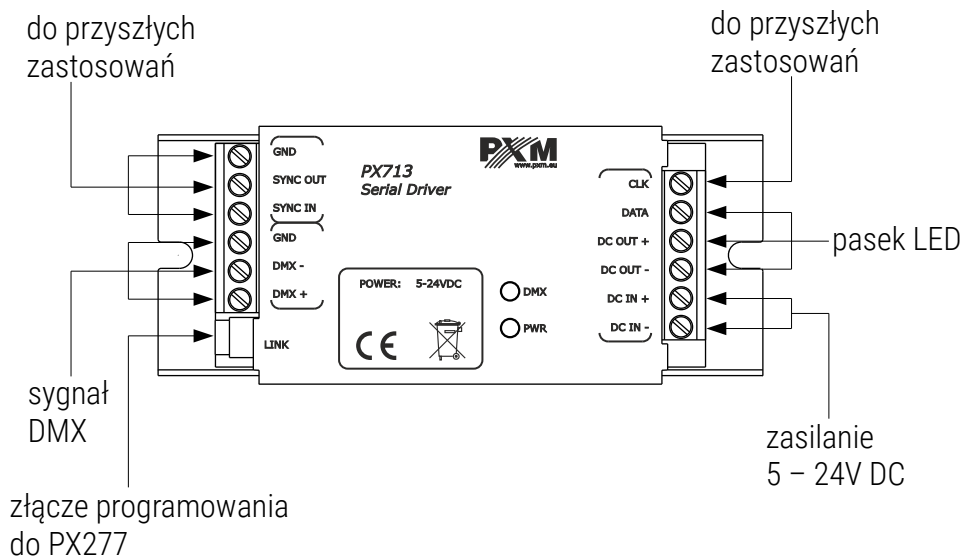 do przyszłych
zastosowań
do przyszłych
zastosowań
GND
SYNC OUT
SYNC IN
GND
DMX -
DMX +
LINK
PX713
Serial Driver
PXM
www.pxm.eu
POWER: 5-24VDC
CE
DMX
PWR
CLK
DATA
DC OUT +
DC OUT -
DC IN +
DC IN -
pasek LED
sygnał
DMX
zasilanie
5 – 24V DC
złącze programowania
do PX277